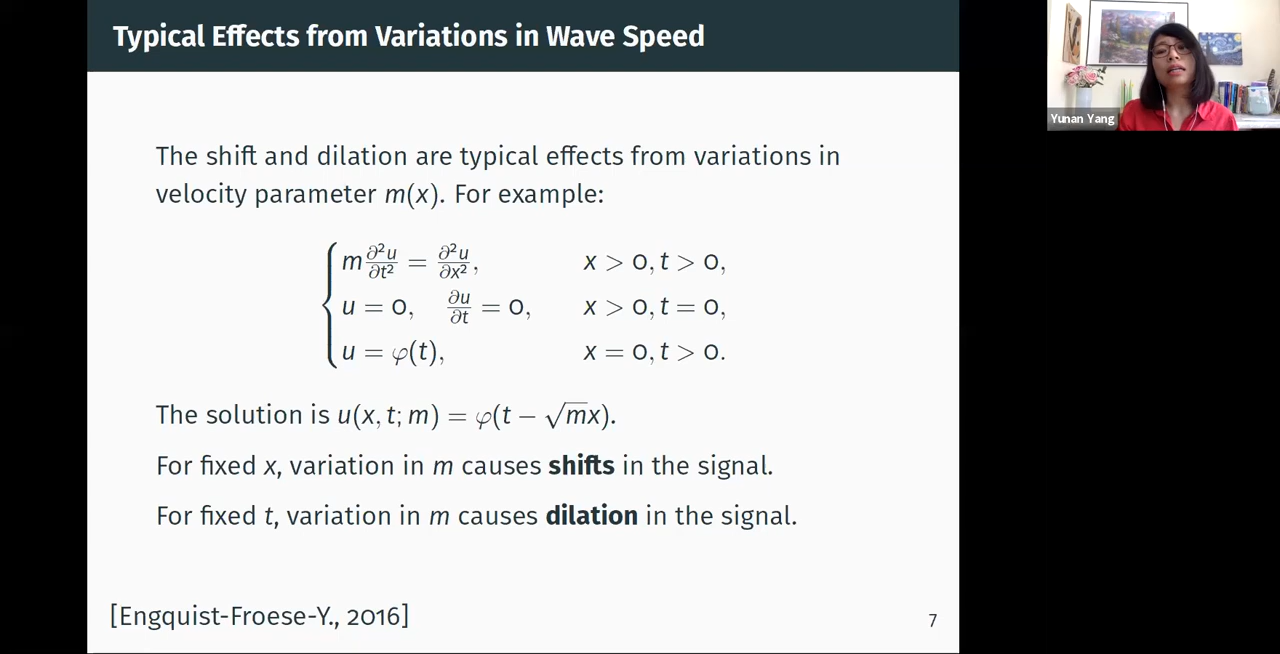 Typical Effects from Variations in Wave Speed
Yunan Yang
The shift and dilation are typical effects from variations in
velocity parameter m(x). For example:
m ∂²u/∂t² = ∂²u/∂x², x > 0, t > 0,
u = 0, ∂u/∂t = 0, x > 0, t = 0,
u = φ(t), x = 0, t > 0.
The solution is u(x, t; m) = φ(t − √mx).
For fixed x, variation in m causes shifts in the signal.
For fixed t, variation in m causes dilation in the signal.
[Engquist-Froese-Y., 2016]
7